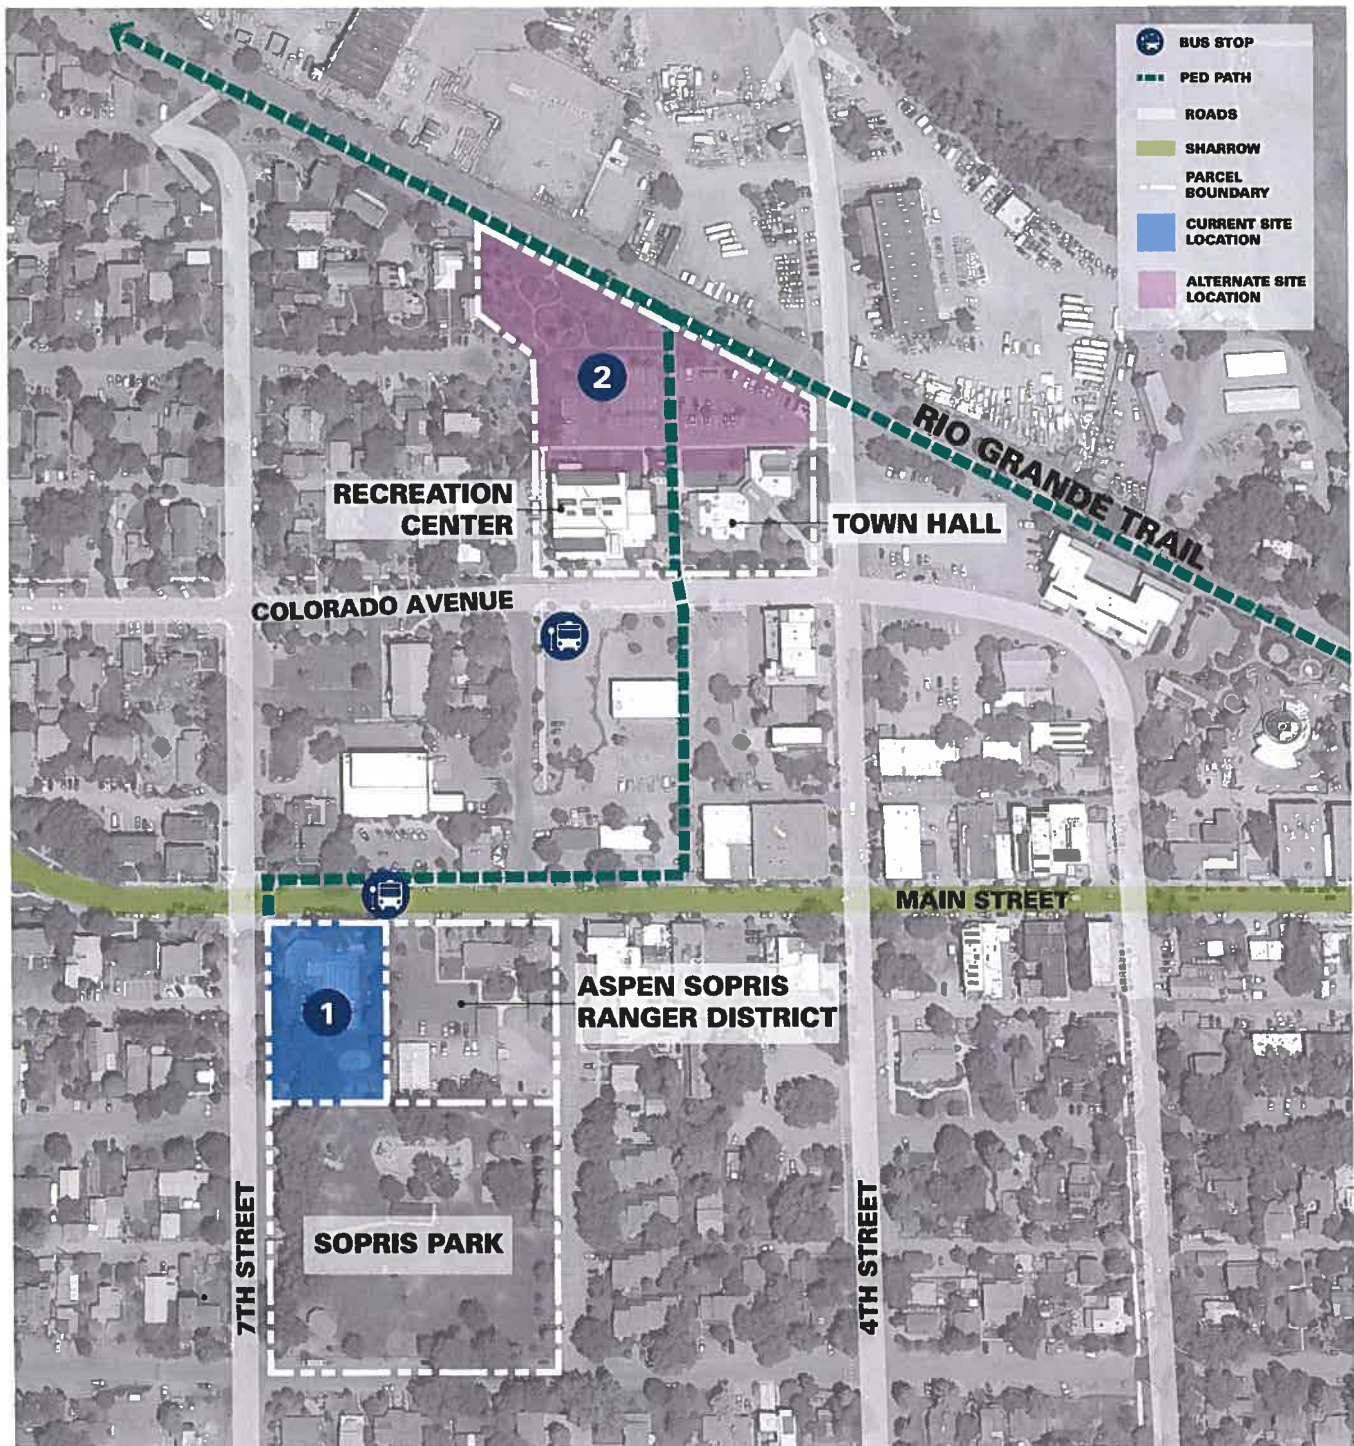 BUS STOP
PED PATH
ROADS
SHARROW
PARCEL
BOUNDARY
CURRENT SITE
LOCATION
ALTERNATE SITE
LOCATION
2
RIO GRANDE TRAIL
RECREATION
CENTER
TOWN HALL
COLORADO AVENUE
MAIN STREET
1
ASPEN SOPRIS
RANGER DISTRICT
7TH STREET
SOPRIS PARK
4TH STREET